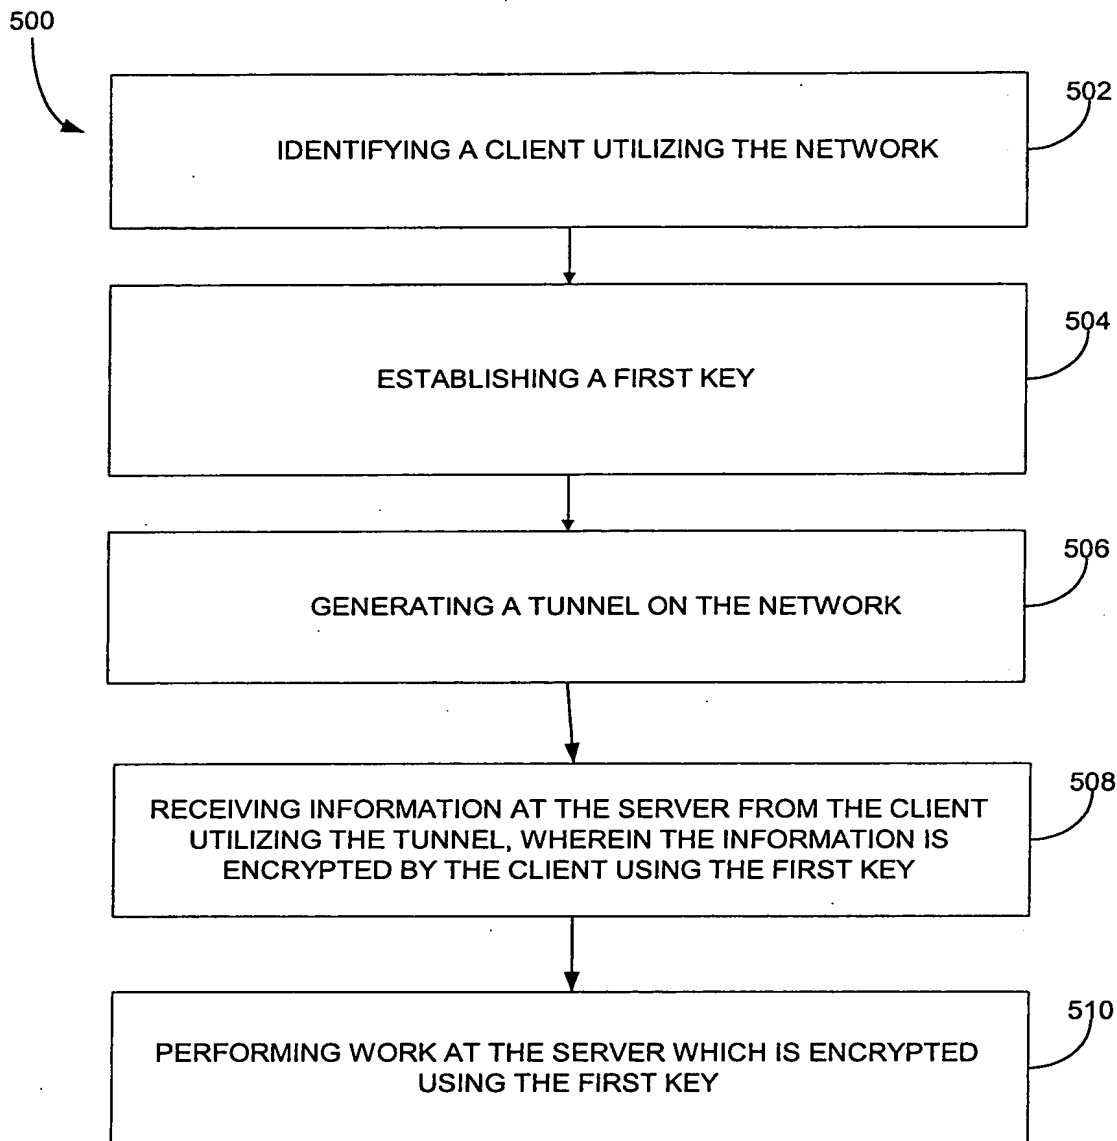 500
502
IDENTIFYING A CLIENT UTILIZING THE NETWORK
504
ESTABLISHING A FIRST KEY
506
GENERATING A TUNNEL ON THE NETWORK
508
RECEIVING INFORMATION AT THE SERVER FROM THE CLIENT
UTILIZING THE TUNNEL, WHEREIN THE INFORMATION IS
ENCRYPTED BY THE CLIENT USING THE FIRST KEY
510
PERFORMING WORK AT THE SERVER WHICH IS ENCRYPTED
USING THE FIRST KEY